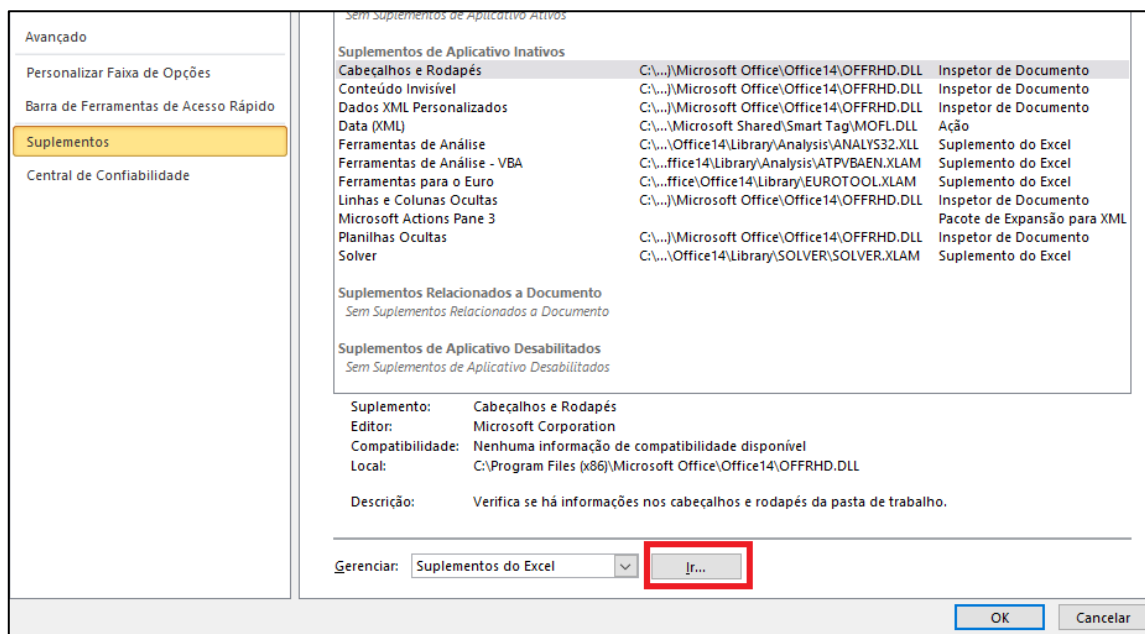 Sem Suplementos de Aplicativo Ativos
Avançado
Personalizar Faixa de Opções
Barra de Ferramentas de Acesso Rápido
Suplementos
Central de Confiabilidade
Suplementos de Aplicativo Inativos
Cabeçalhos e Rodapés C:\...)\Microsoft Office\Office14\OFFRHD.DLL Inspetor de Documento
Conteúdo Invisível C:\...)\Microsoft Office\Office14\OFFRHD.DLL Inspetor de Documento
Dados XML Personalizados C:\...)\Microsoft Office\Office14\OFFRHD.DLL Inspetor de Documento
Data (XML) C:\...\Microsoft Shared\Smart Tag\MOFL.DLL Ação
Ferramentas de Análise C:\...\Office14\Library\Analysis\ANALYS32.XLL Suplemento do Excel
Ferramentas de Análise - VBA C:\...ffice14\Library\Analysis\ATPVBAEN.XLAM Suplemento do Excel
Ferramentas para o Euro C:\...ffice\Office14\Library\EUROTOOL.XLAM Suplemento do Excel
Linhas e Colunas Ocultas C:\...)\Microsoft Office\Office14\OFFRHD.DLL Inspetor de Documento
Microsoft Actions Pane 3 Pacote de Expansão para XML
Planilhas Ocultas C:\...)\Microsoft Office\Office14\OFFRHD.DLL Inspetor de Documento
Solver C:\...\Office14\Library\SOLVER\SOLVER.XLAM Suplemento do Excel
Suplementos Relacionados a Documento
Sem Suplementos Relacionados a Documento
Suplementos de Aplicativo Desabilitados
Sem Suplementos de Aplicativo Desabilitados
Suplemento: Cabeçalhos e Rodapés
Editor: Microsoft Corporation
Compatibilidade: Nenhuma informação de compatibilidade disponível
Local: C:\Program Files (x86)\Microsoft Office\Office14\OFFRHD.DLL
Descrição: Verifica se há informações nos cabeçalhos e rodapés da pasta de trabalho.
Gerenciar: Suplementos do Excel Ir...
OK Cancelar